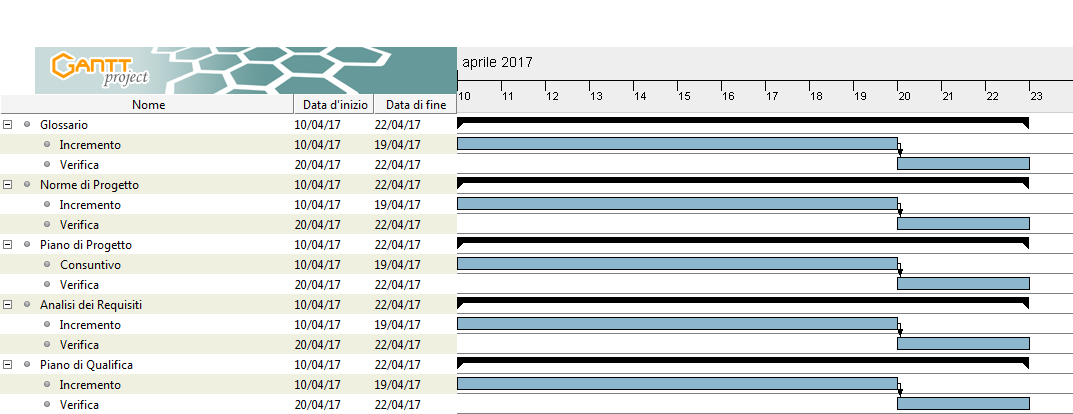 GANTT
project
aprile 2017
Nome Data d'inizio Data di fine 10 11 12 13 14 15 16 17 18 19 20 21 22 23
Glossario 10/04/17 22/04/17
Incremento 10/04/17 19/04/17
Verifica 20/04/17 22/04/17
Norme di Progetto 10/04/17 22/04/17
Incremento 10/04/17 19/04/17
Verifica 20/04/17 22/04/17
Piano di Progetto 10/04/17 22/04/17
Consuntivo 10/04/17 19/04/17
Verifica 20/04/17 22/04/17
Analisi dei Requisiti 10/04/17 22/04/17
Incremento 10/04/17 19/04/17
Verifica 20/04/17 22/04/17
Piano di Qualifica 10/04/17 22/04/17
Incremento 10/04/17 19/04/17
Verifica 20/04/17 22/04/17